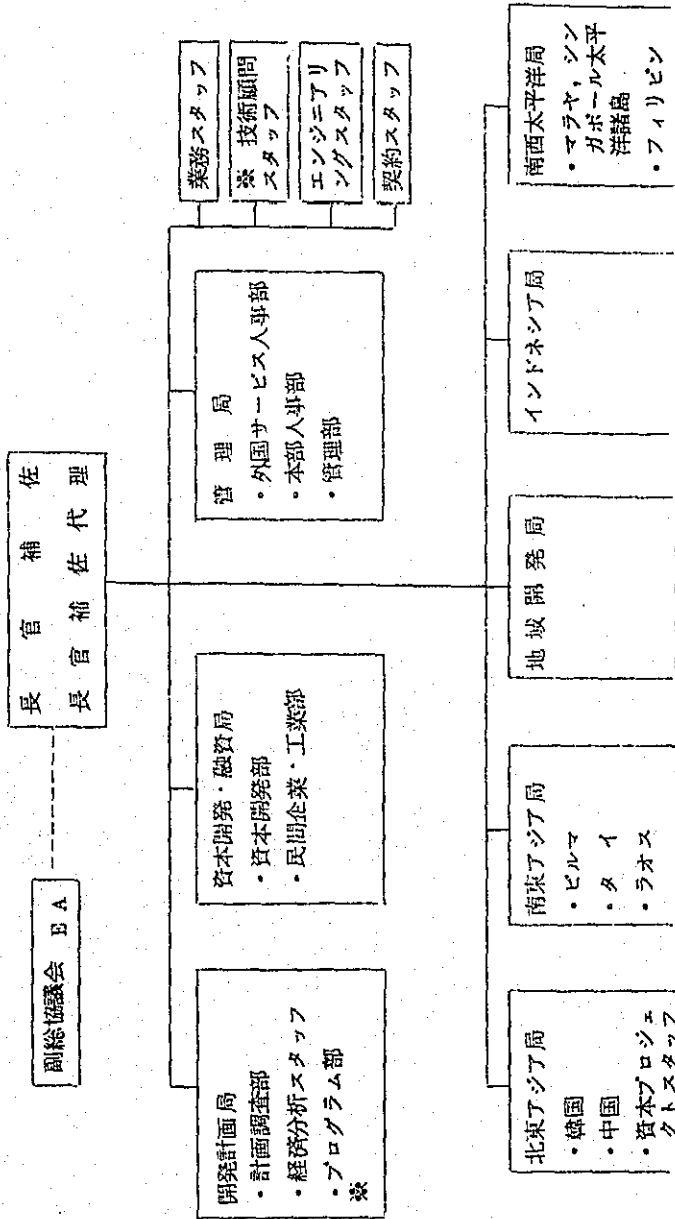 長官補佐
長官補佐代理
副総協議会 EA
業務スタッフ
※ 技術顧問
スタッフ
エンジニアリ
ングスタッフ
契約スタッフ
開発計画局
・計画調査部
・経済分析スタッフ
・プログラム部
※
資本開発・融資局
・資本開発部
・民間企業・工業部
管理局
・外国サービス人事部
・本部人事部
・管理部
北東アジア局
・韓国
・中国
・資本プロジェ
クトスタッフ
南東アジア局
・ビルマ
・タイ
・ラオス
地域開発局
インドネシア局
南西太平洋局
・マラヤ，シン
ガポール太平
洋諸島
・フィリピン